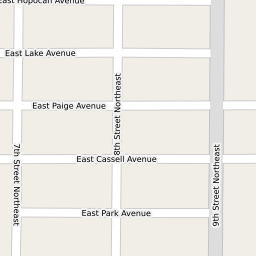 East Hopocan Avenue
East Lake Avenue
East Paige Avenue
8th Street Northeast
East Cassell Avenue
7th Street Northeast
9th Street Northeast
East Park Avenue